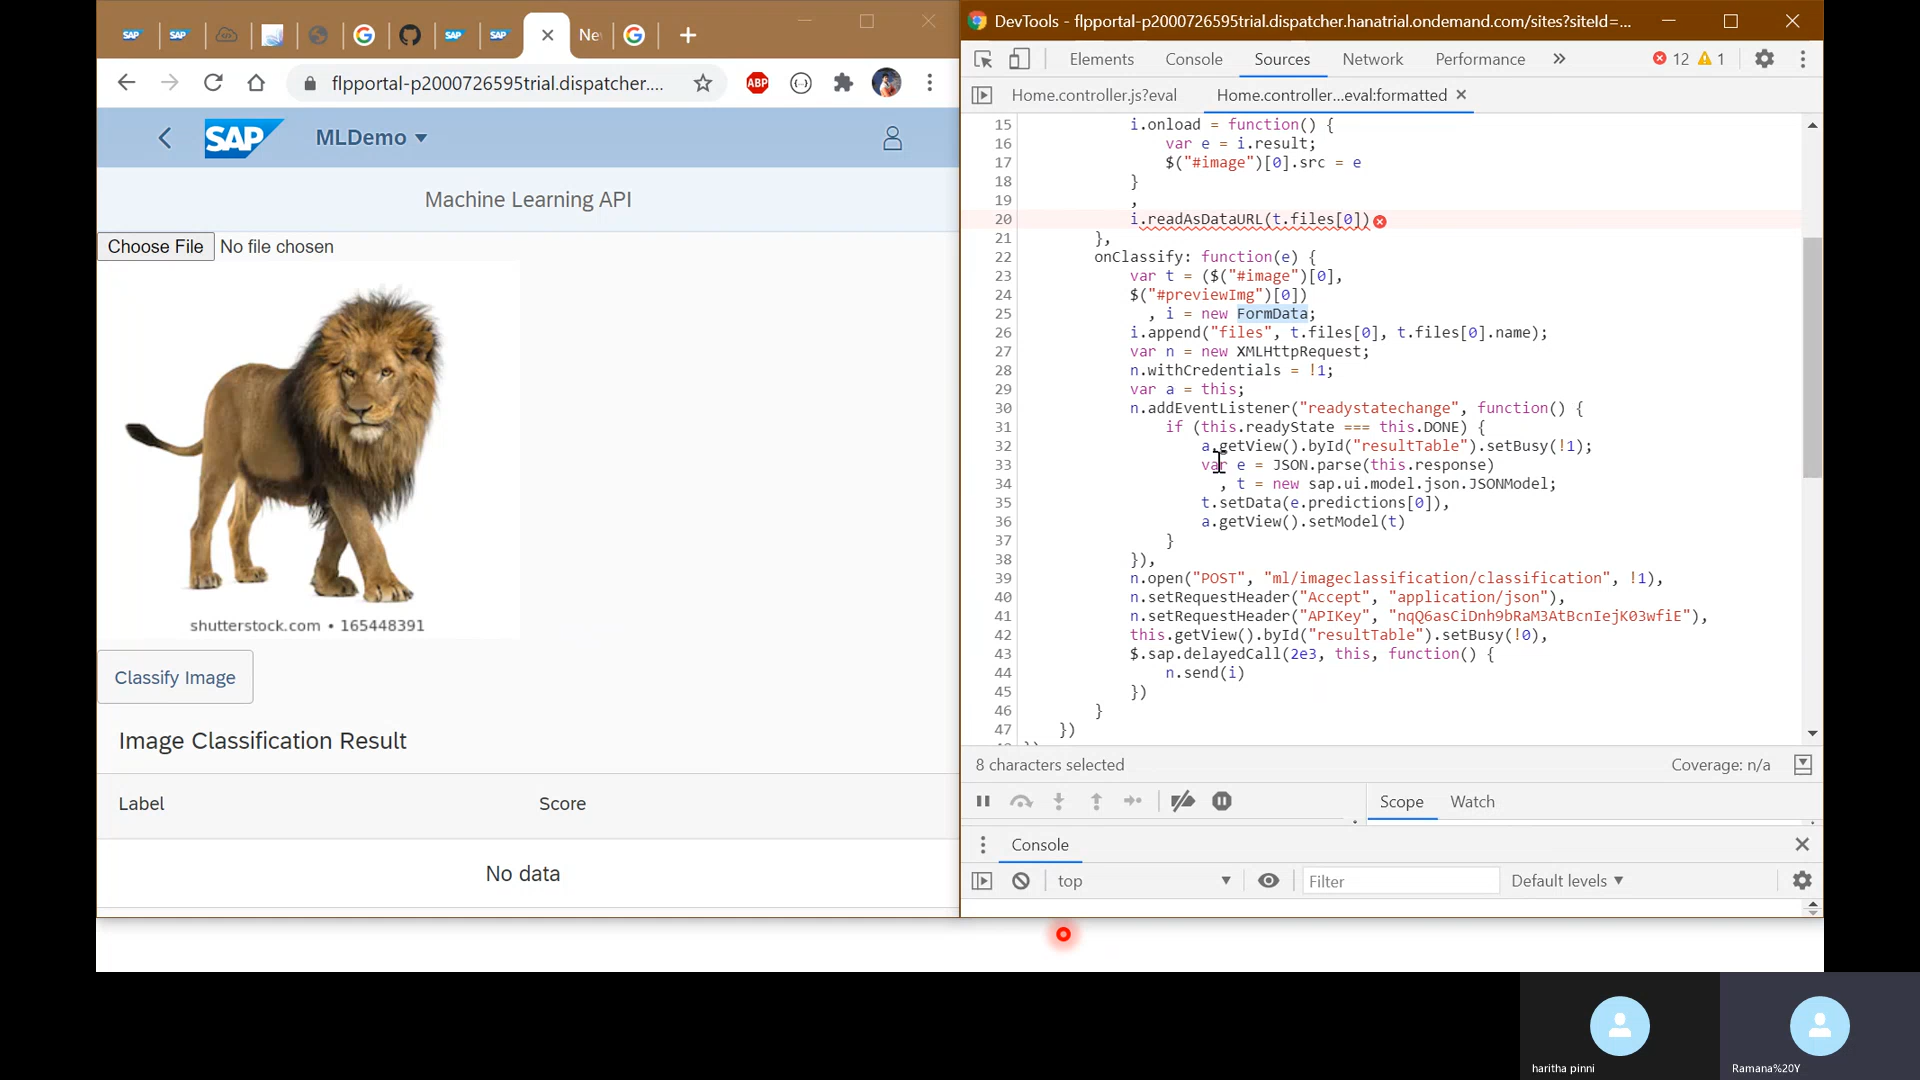 SAP
Ne
flpportal-p2000726595trial.dispatcher....
ABP
SAP
MLDemo
Machine Learning API
Choose File No file chosen
shutterstock.com • 165448391
Classify Image
Image Classification Result
Label Score
No data
DevTools - flpportal-p2000726595trial.dispatcher.hanatrial.ondemand.com/sites?siteId=...
Elements Console Sources Network Performance » 12 1
Home.controller.js?eval Home.controller...eval:formatted
15 i.onload = function() {
16 var e = i.result;
17 $("#image")[0].src = e
18 }
19 ,
20 i.readAsDataURL(t.files[0])
21 },
22 onClassify: function(e) {
23 var t = ($("#image")[0],
24 $("#previewImg")[0])
25 , i = new FormData;
26 i.append("files", t.files[0], t.files[0].name);
27 var n = new XMLHttpRequest;
28 n.withCredentials = !1;
29 var a = this;
30 n.addEventListener("readystatechange", function() {
31 if (this.readyState === this.DONE) {
32 a.getView().byId("resultTable").setBusy(!1);
33 var e = JSON.parse(this.response)
34 , t = new sap.ui.model.json.JSONModel;
35 t.setData(e.predictions[0]),
36 a.getView().setModel(t)
37 }
38 }),
39 n.open("POST", "ml/imageclassification/classification", !1),
40 n.setRequestHeader("Accept", "application/json"),
41 n.setRequestHeader("APIKey", "nqQ6asCiDnh9bRaM3AtBcnIejK03wfiE"),
42 this.getView().byId("resultTable").setBusy(!0),
43 $.sap.delayedCall(2e3, this, function() {
44 n.send(i)
45 })
46 }
47 })
8 characters selected Coverage: n/a
Scope Watch
Console
top Filter Default levels
haritha pinni
Ramana%20Y